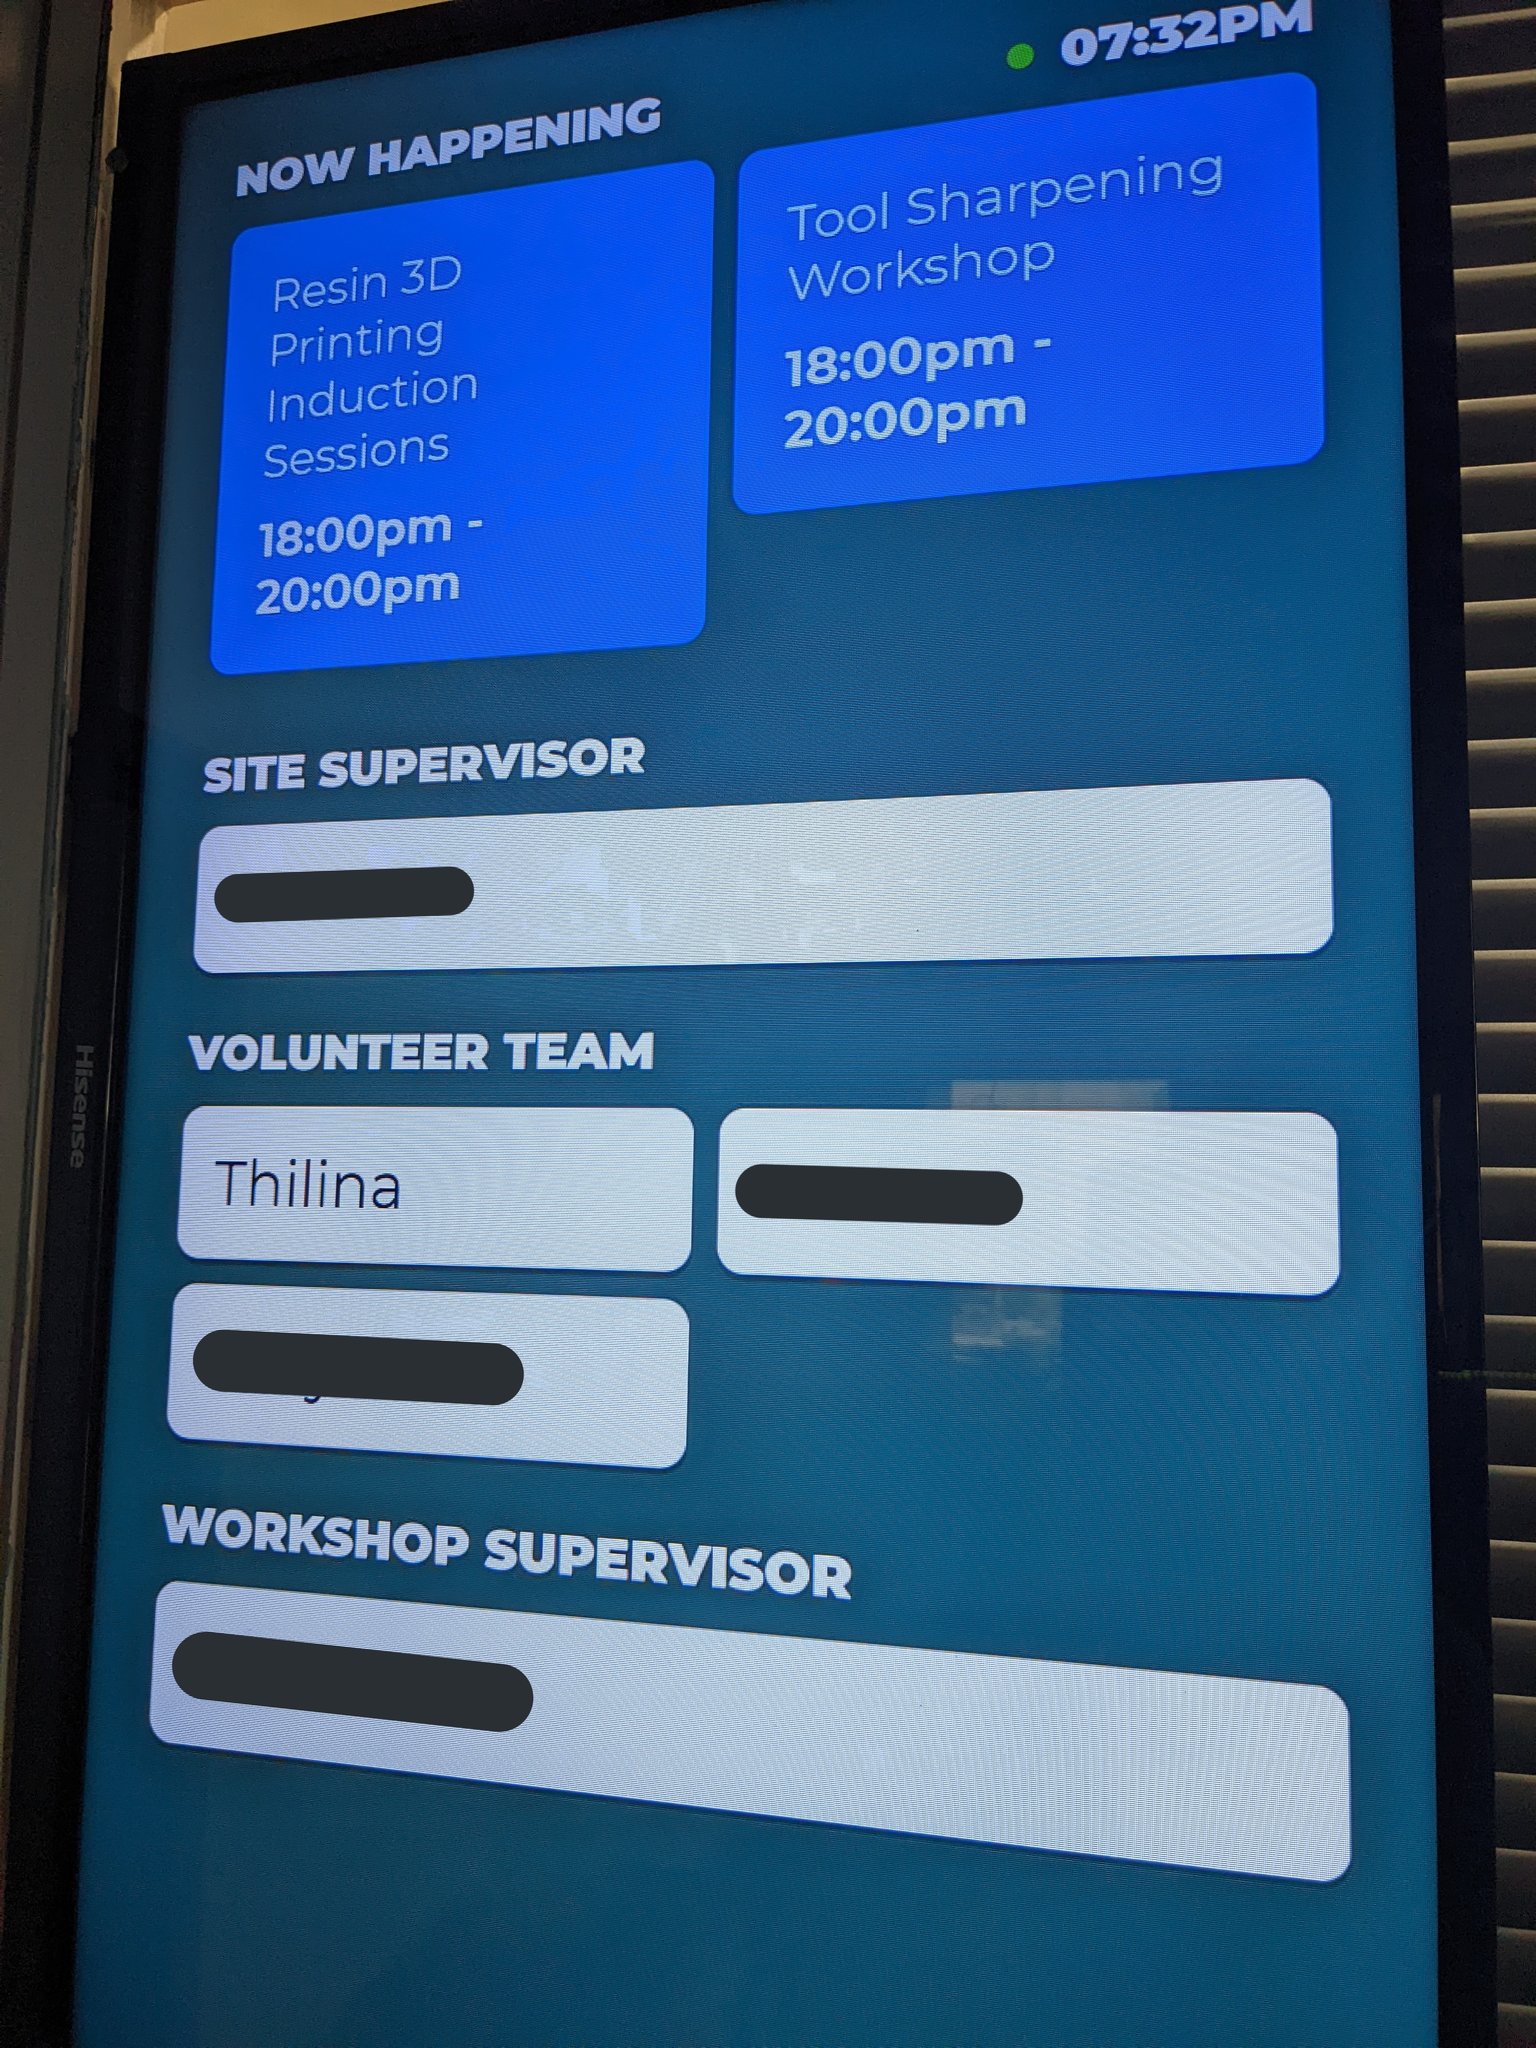 07:32PM
NOW HAPPENING
Resin 3D
Printing
Induction
Sessions
18:00pm -
20:00pm
Tool Sharpening
Workshop
18:00pm -
20:00pm
SITE SUPERVISOR
VOLUNTEER TEAM
Thilina
WORKSHOP SUPERVISOR
Hisense